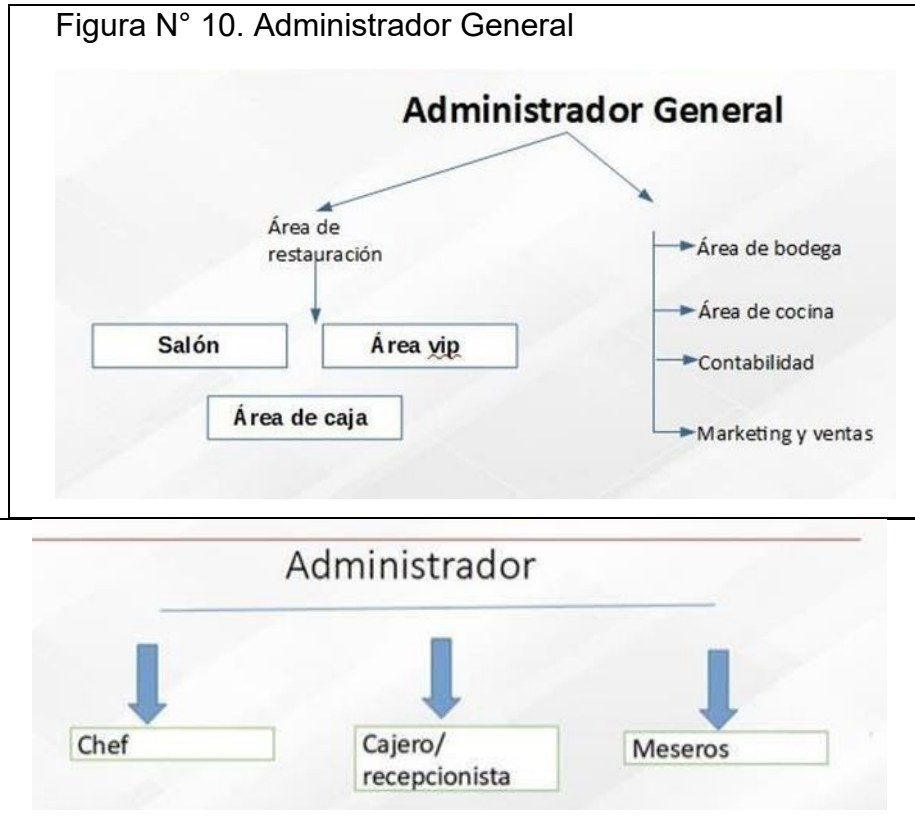 Figura N° 10. Administrador General
Administrador General
Área de
restauración
Salón
Área vip
Área de caja
Área de bodega
Área de cocina
Contabilidad
Marketing y ventas
Administrador
Chef
Cajero/
recepcionista
Meseros